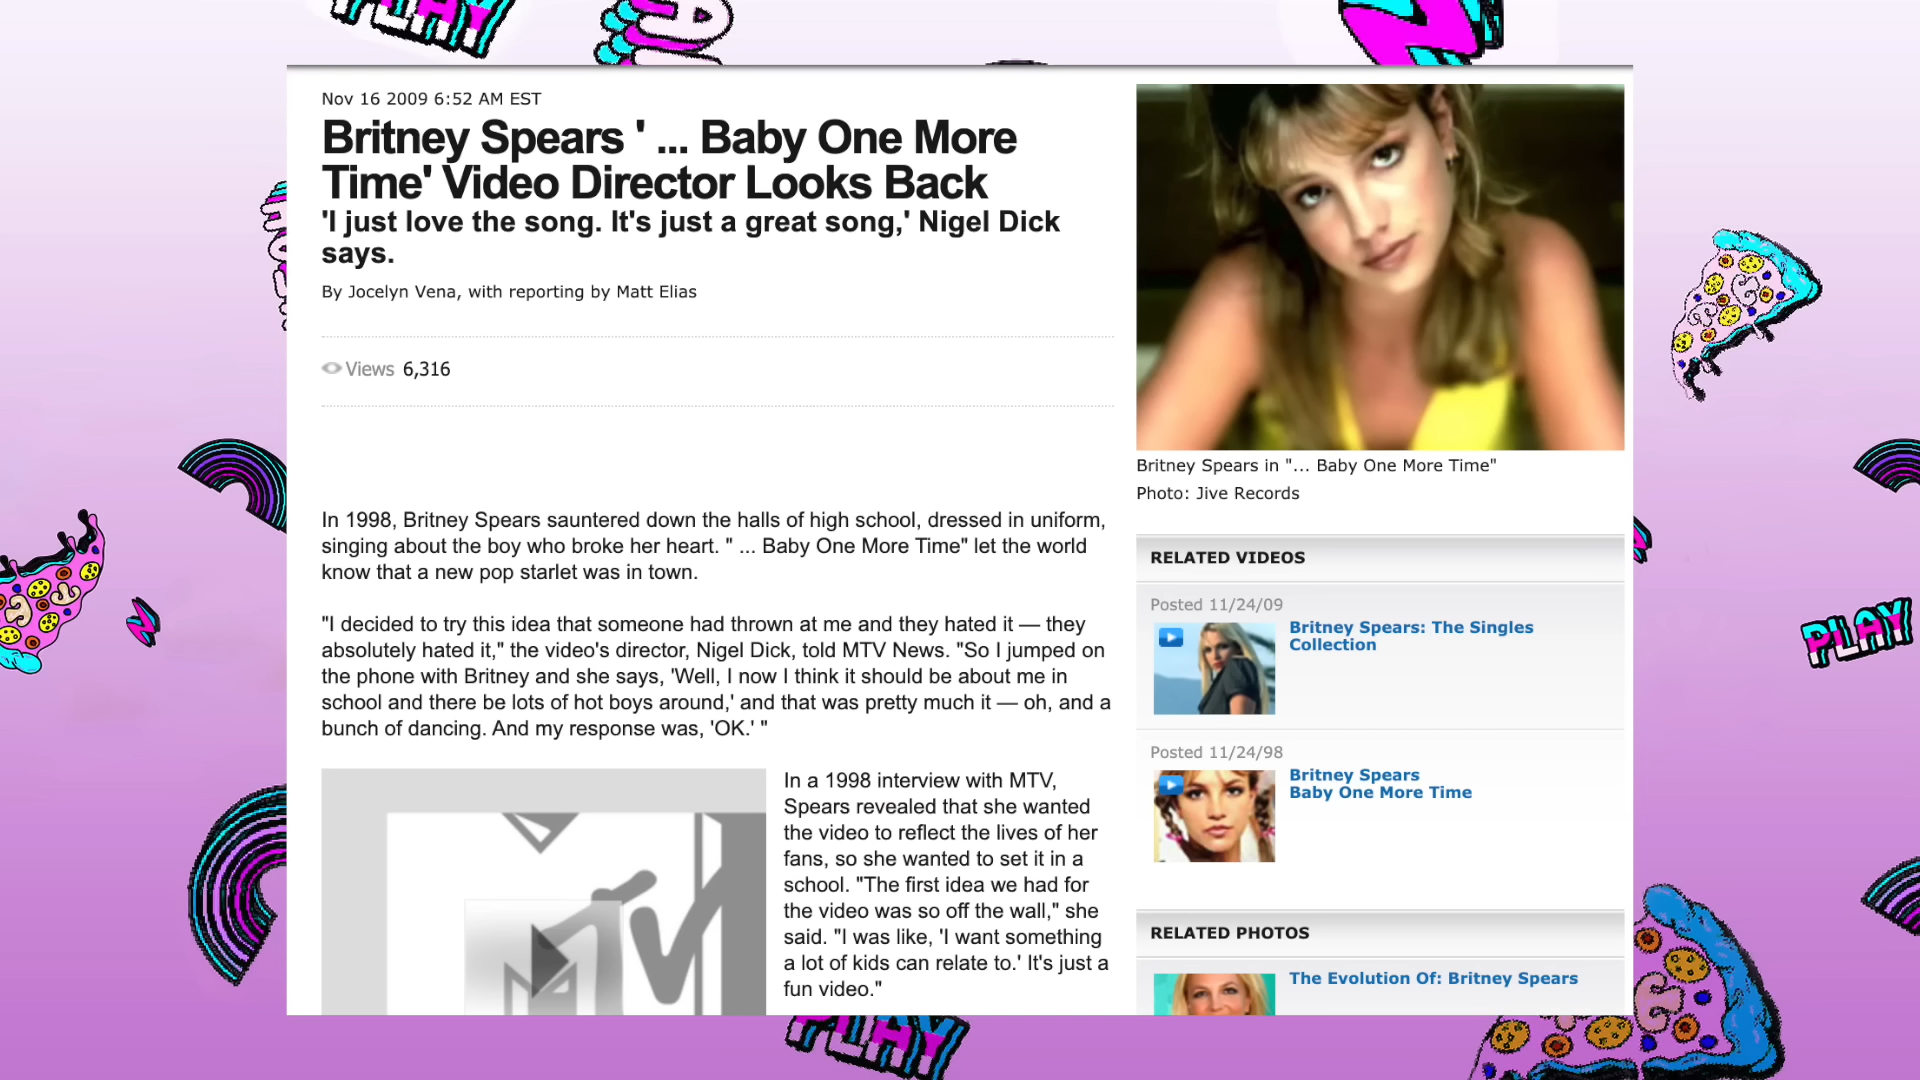 PLAY
Nov 16 2009 6:52 AM EST
Britney Spears ' ... Baby One More
Time' Video Director Looks Back
'I just love the song. It's just a great song,' Nigel Dick
says.
By Jocelyn Vena, with reporting by Matt Elias
Views 6,316
In 1998, Britney Spears sauntered down the halls of high school, dressed in uniform,
singing about the boy who broke her heart. " ... Baby One More Time" let the world
know that a new pop starlet was in town.
"I decided to try this idea that someone had thrown at me and they hated it — they
absolutely hated it," the video's director, Nigel Dick, told MTV News. "So I jumped on
the phone with Britney and she says, 'Well, I now I think it should be about me in
school and there be lots of hot boys around,' and that was pretty much it — oh, and a
bunch of dancing. And my response was, 'OK.' "
In a 1998 interview with MTV,
Spears revealed that she wanted
the video to reflect the lives of her
fans, so she wanted to set it in a
school. "The first idea we had for
the video was so off the wall," she
said. "I was like, 'I want something
a lot of kids can relate to.' It's just a
fun video."
MTV
Britney Spears in "... Baby One More Time"
Photo: Jive Records
RELATED VIDEOS
Posted 11/24/09
Britney Spears: The Singles
Collection
Posted 11/24/98
Britney Spears
Baby One More Time
RELATED PHOTOS
The Evolution Of: Britney Spears
PLAY
PLAY